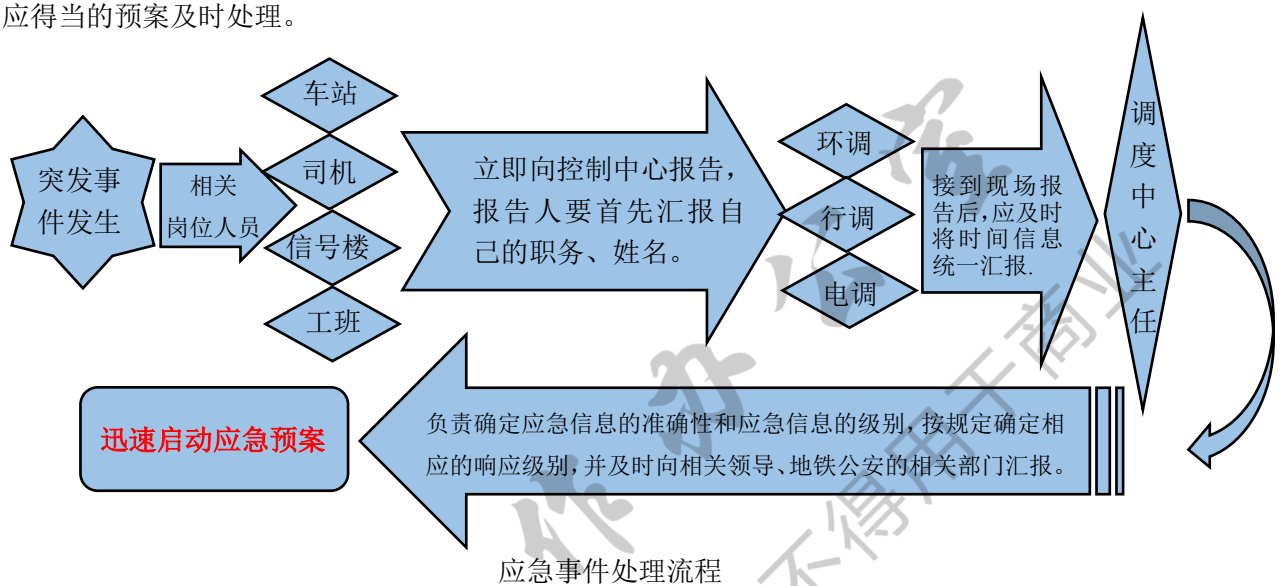 应得当的预案及时处理。
突发事
件发生
相关
岗位人员
车站
司机
信号楼
工班
立即向控制中心报告，
报告人要首先汇报自
己的职务、姓名。
环调
行调
电调
接到现场报
告后，应及时
将时间信息
统一汇报.
调
度
中
心
主
任
负责确定应急信息的准确性和应急信息的级别，按规定确定相
应的响应级别，并及时向相关领导、地铁公安的相关部门汇报。
迅速启动应急预案
应急事件处理流程
不得用于商业